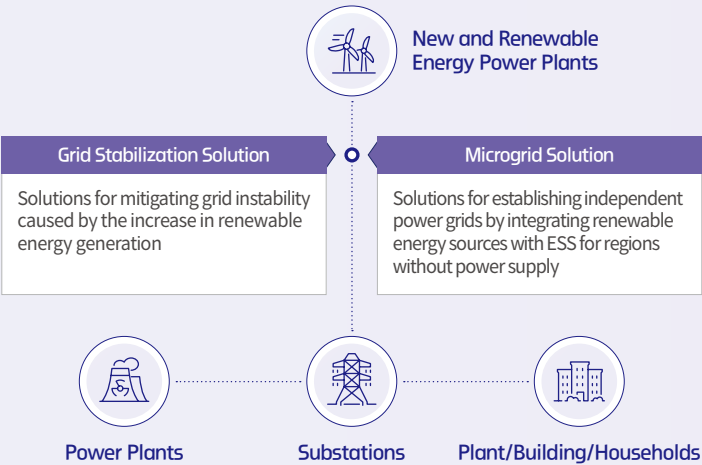 New and Renewable
Energy Power Plants
Grid Stabilization Solution
Solutions for mitigating grid instability
caused by the increase in renewable
energy generation
Microgrid Solution
Solutions for establishing independent
power grids by integrating renewable
energy sources with ESS for regions
without power supply
Power Plants
Substations
Plant/Building/Households